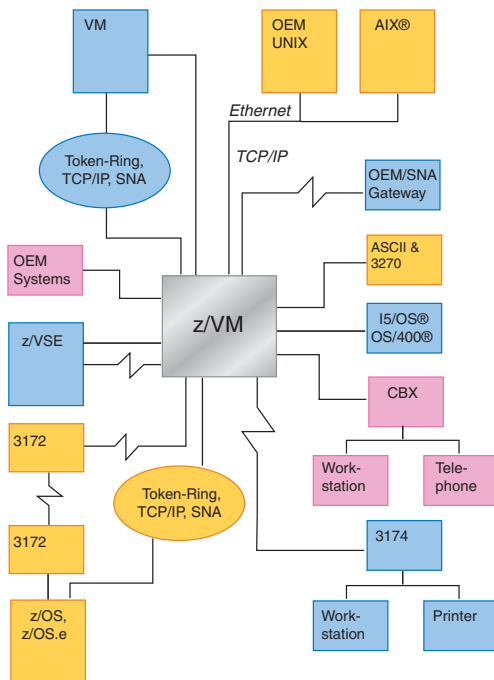 VM
OEM
UNIX
AIX®
Ethernet
Token-Ring,
TCP/IP, SNA
TCP/IP
OEM/SNA
Gateway
OEM
Systems
ASCII &
3270
z/VM
z/VSE
I5/OS®
OS/400®
CBX
3172
Work-
station
Tele-
phone
Token-Ring,
TCP/IP, SNA
3172
3174
z/OS,
z/OS.e
Work-
station
Printer